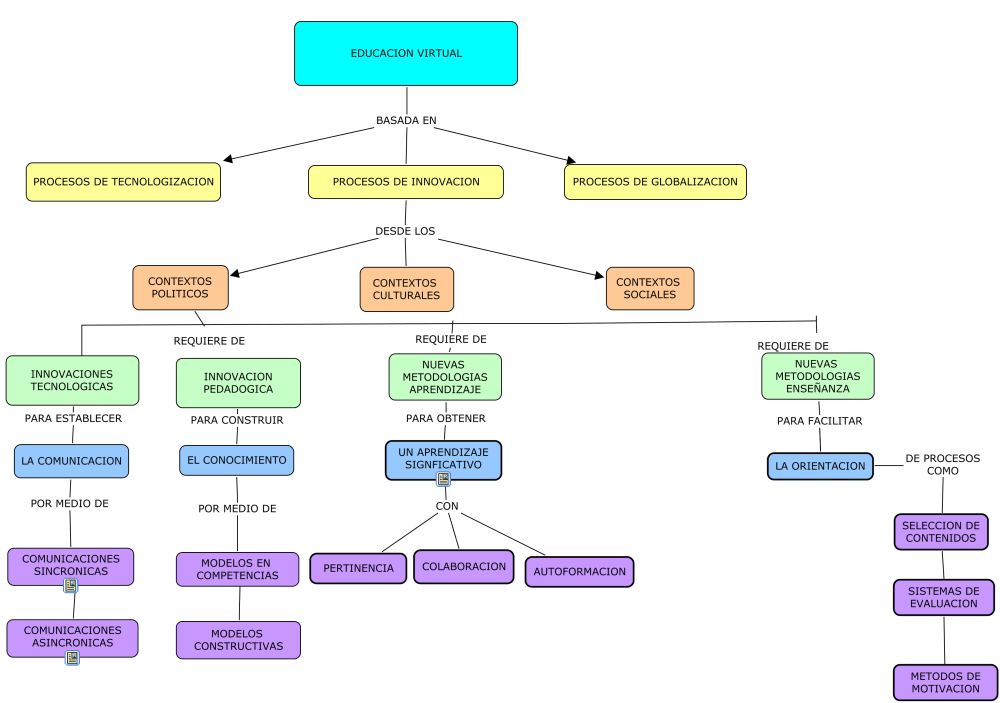 EDUCACION VIRTUAL
BASADA EN
PROCESOS DE TECNOLOGIZACION
PROCESOS DE INNOVACION
PROCESOS DE GLOBALIZACION
DESDE LOS
CONTEXTOS
POLITICOS
CONTEXTOS
CULTURALES
CONTEXTOS
SOCIALES
REQUIERE DE
REQUIERE DE
REQUIERE DE
INNOVACIONES
TECNOLOGICAS
INNOVACION
PEDADOGICA
NUEVAS
METODOLOGIAS
APRENDIZAJE
NUEVAS
METODOLOGIAS
ENSEÑANZA
PARA ESTABLECER
PARA CONSTRUIR
PARA OBTENER
PARA FACILITAR
LA COMUNICACION
EL CONOCIMIENTO
UN APRENDIZAJE
SIGNFICATIVO
LA ORIENTACION
DE PROCESOS
COMO
POR MEDIO DE
POR MEDIO DE
CON
COMUNICACIONES
SINCRONICAS
MODELOS EN
COMPETENCIAS
PERTINENCIA
COLABORACION
AUTOFORMACION
SELECCION DE
CONTENIDOS
SISTEMAS DE
EVALUACION
COMUNICACIONES
ASINCRONICAS
MODELOS
CONSTRUCTIVAS
METODOS DE
MOTIVACION